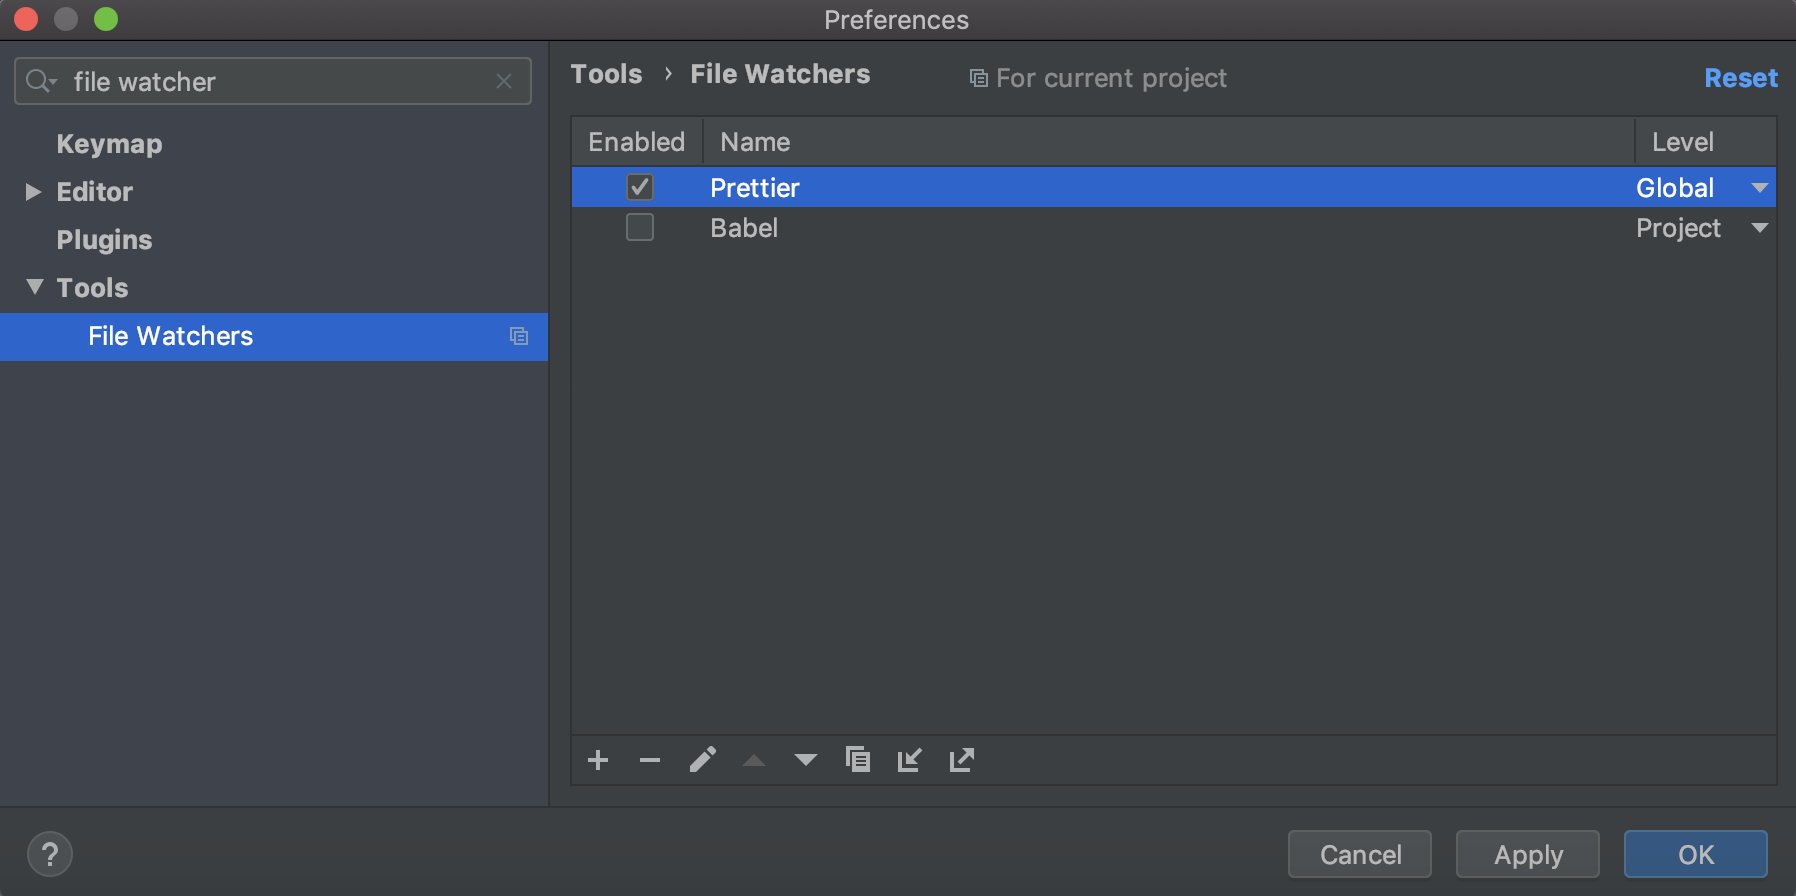 Preferences
file watcher
Keymap
Editor
Plugins
Tools
File Watchers
Tools › File Watchers
For current project
Reset
Enabled Name Level
Prettier Global
Babel Project
?
Cancel Apply OK